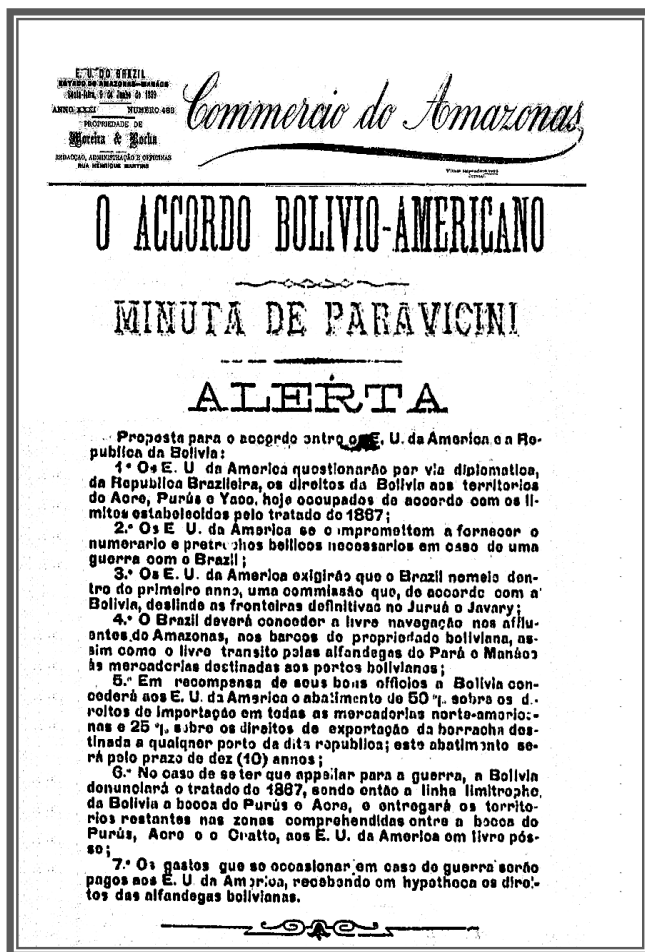 E. U. DO BRAZIL
ESTADO DO AMAZONAS—MANÁOS
Sexta-feira, 9 de Junho de 1899
ANNO XXXI NUMERO 488
PROPRIEDADE DE
Moreira & Rocha
REDACÇÃO, ADMINISTRAÇÃO E OFFICINAS
RUA HENRIQUE MARTINS
Commercio do Amazonas
O ACCORDO BOLIVIO-AMERICANO
MINUTA DE PARAVICINI
ALERTA
Proposta para o accordo entre os E. U. da America e a Re-
publica da Bolivia:
1.º Os E. U da America questionarão por via diplomatica,
da Republica Brazileira, os direitos da Bolivia aos territorios
do Acre, Purús e Yaco, hoje occupados de accordo com os li-
mites estabelecidos pelo tratado de 1867;
2.º Os E U. da America se compromettem a fornecer o
numerario e petrechos bellicos necessarios em caso de uma
guerra com o Brazil;
3.º Os E. U. da America exigirão que o Brazil nomeie den-
tro do primeiro anno, uma commissão que, de accordo com a
Bolivia, deslinde as fronteiras definitivas no Juruá e Javary;
4.º O Brazil deverá conceder a livre navegação nos afflu-
entes do Amazonas, aos barcos de propriedade boliviana, as-
sim como o livre transito pelas alfandegas do Pará e Manáos
ás mercadorias destinadas aos portos bolivianos;
5.º Em recompensa de seus bons officios a Bolivia con-
cederá aos E. U. da America o abatimento de 50 % sobre os d.
reitos de importação em todas as mercadorias norte-america-
nas e 25 % sobre os direitos de exportação da borracha des-
tinada a qualqner porto da dita republica; este abatimento se-
rá pelo prazo de dez (10) annos;
6.º No caso de se ter que appellar para a guerra, a Bolivia
denunciará o tratado de 1867, sendo então a linha limitrophe,
da Bolivia a bocca do Purús e Acre, e entregará os territo-
rios restantes nas zonas comprehendidas entre a bocca do
Purús, Acre e o Oratto, aos E. U. da America em livre pós-
se;
7.º Os gastos que se occasionar em caso de guerra serão
pagos aos E. U. da America, recebendo em hypotheca os direi-
tos das alfandegas bolivianas.